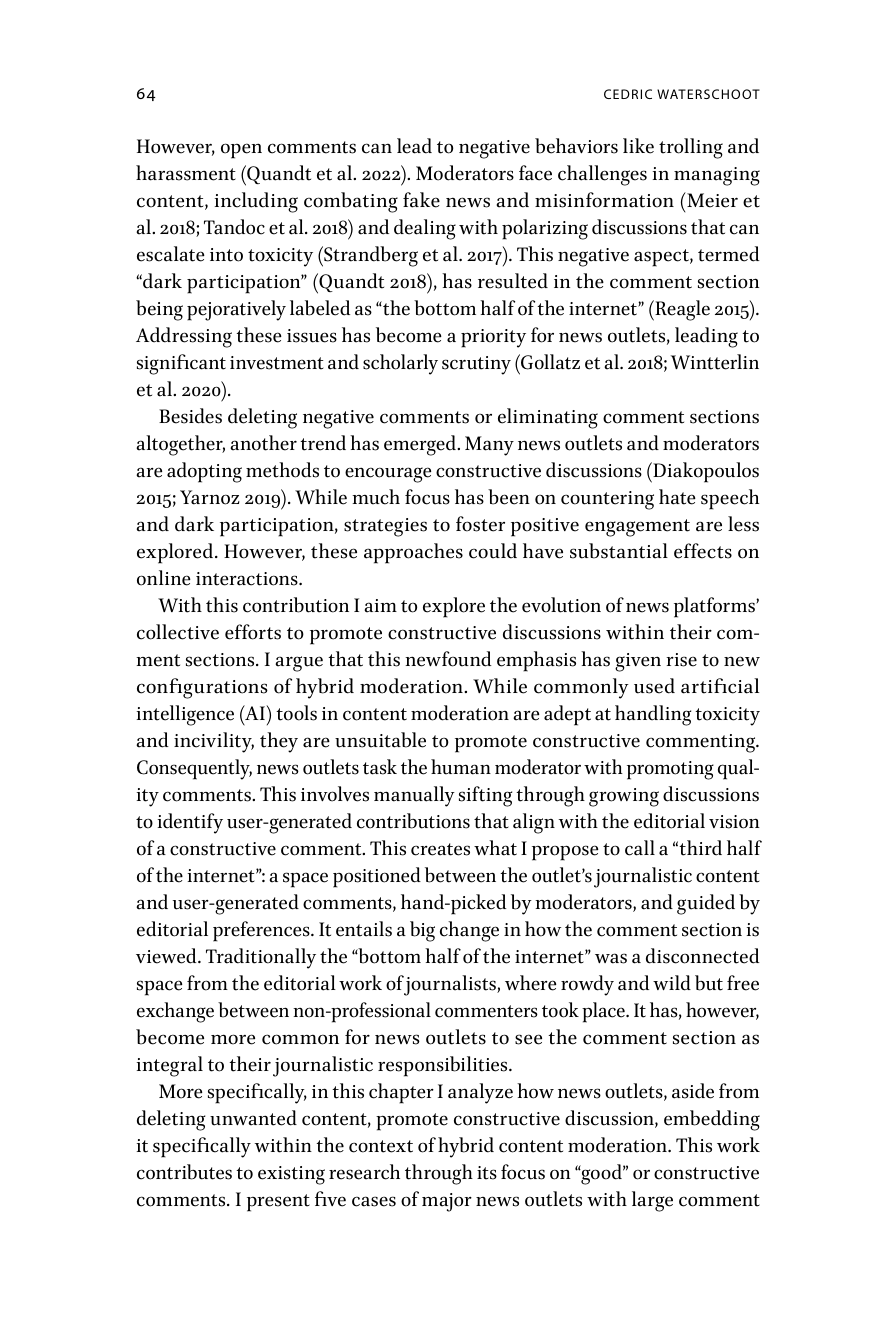 64
CEDRIC WATERSCHOOT
However, open comments can lead to negative behaviors like trolling and
harassment (Quandt et al. 2022). Moderators face challenges in managing
content, including combating fake news and misinformation (Meier et
al. 2018; Tandoc et al. 2018) and dealing with polarizing discussions that can
escalate into toxicity (Strandberg et al. 2017). This negative aspect, termed
“dark participation” (Quandt 2018), has resulted in the comment section
being pejoratively labeled as “the bottom half of the internet” (Reagle 2015).
Addressing these issues has become a priority for news outlets, leading to
significant investment and scholarly scrutiny (Gollatz et al. 2018; Wintterlin
et al. 2020).
Besides deleting negative comments or eliminating comment sections
altogether, another trend has emerged. Many news outlets and moderators
are adopting methods to encourage constructive discussions (Diakopoulos
2015; Yarnoz 2019). While much focus has been on countering hate speech
and dark participation, strategies to foster positive engagement are less
explored. However, these approaches could have substantial effects on
online interactions.
With this contribution I aim to explore the evolution of news platforms’
collective efforts to promote constructive discussions within their com-
ment sections. I argue that this newfound emphasis has given rise to new
configurations of hybrid moderation. While commonly used artificial
intelligence (AI) tools in content moderation are adept at handling toxicity
and incivility, they are unsuitable to promote constructive commenting.
Consequently, news outlets task the human moderator with promoting qual-
ity comments. This involves manually sifting through growing discussions
to identify user-generated contributions that align with the editorial vision
of a constructive comment. This creates what I propose to call a “third half
of the internet”: a space positioned between the outlet’s journalistic content
and user-generated comments, hand-picked by moderators, and guided by
editorial preferences. It entails a big change in how the comment section is
viewed. Traditionally the “bottom half of the internet” was a disconnected
space from the editorial work of journalists, where rowdy and wild but free
exchange between non-professional commenters took place. It has, however,
become more common for news outlets to see the comment section as
integral to their journalistic responsibilities.
More specifically, in this chapter I analyze how news outlets, aside from
deleting unwanted content, promote constructive discussion, embedding
it specifically within the context of hybrid content moderation. This work
contributes to existing research through its focus on “good” or constructive
comments. I present five cases of major news outlets with large comment